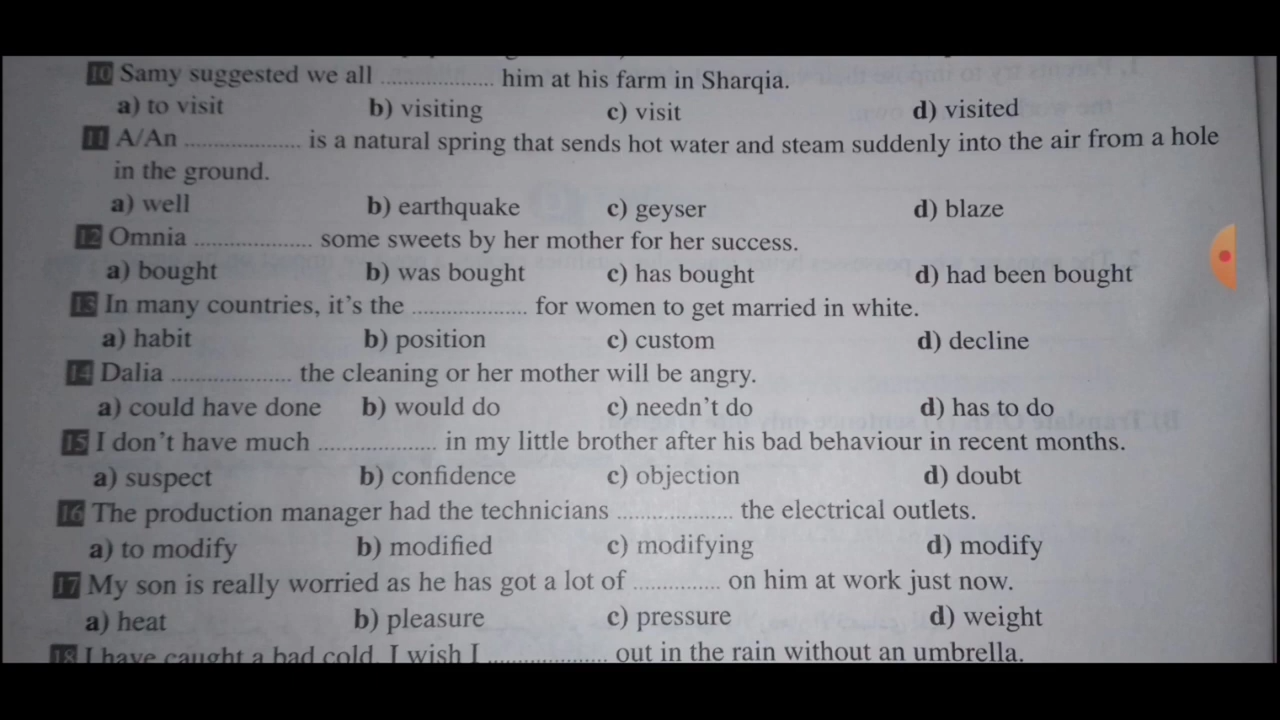 10 Samy suggested we all .................... him at his farm in Sharqia.
a) to visit b) visiting c) visit d) visited
11 A/An .................... is a natural spring that sends hot water and steam suddenly into the air from a hole
in the ground.
a) well b) earthquake c) geyser d) blaze
12 Omnia .................... some sweets by her mother for her success.
a) bought b) was bought c) has bought d) had been bought
13 In many countries, it's the .................... for women to get married in white.
a) habit b) position c) custom d) decline
14 Dalia .................... the cleaning or her mother will be angry.
a) could have done b) would do c) needn't do d) has to do
15 I don't have much .................... in my little brother after his bad behaviour in recent months.
a) suspect b) confidence c) objection d) doubt
16 The production manager had the technicians .................... the electrical outlets.
a) to modify b) modified c) modifying d) modify
17 My son is really worried as he has got a lot of ............... on him at work just now.
a) heat b) pleasure c) pressure d) weight
18 I have caught a bad cold. I wish I .................... out in the rain without an umbrella.